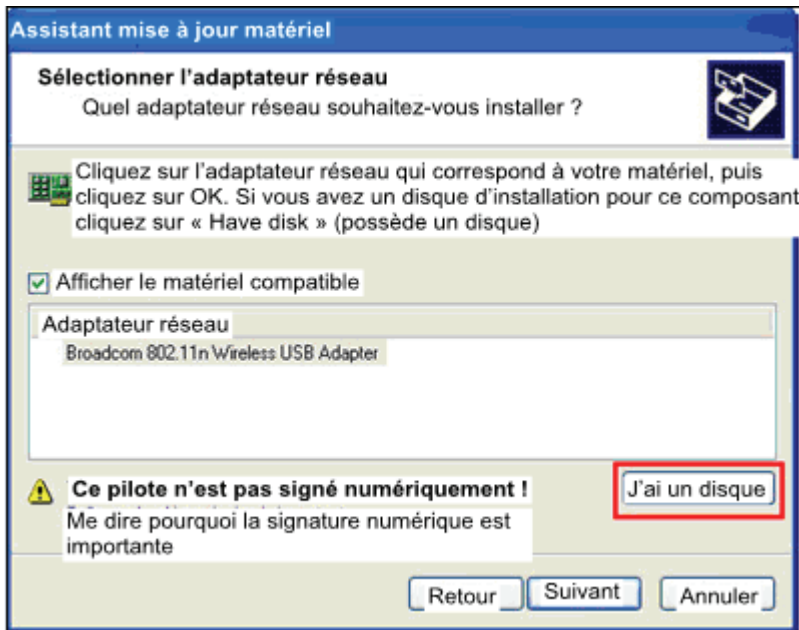 Assistant mise à jour matériel
Sélectionner l'adaptateur réseau
Quel adaptateur réseau souhaitez-vous installer ?
Cliquez sur l'adaptateur réseau qui correspond à votre matériel, puis
cliquez sur OK. Si vous avez un disque d'installation pour ce composant
cliquez sur « Have disk » (possède un disque)
Afficher le matériel compatible
Adaptateur réseau
Broadcom 802.11n Wireless USB Adapter
Ce pilote n'est pas signé numériquement !
J'ai un disque
Me dire pourquoi la signature numérique est
importante
Retour
Suivant
Annuler